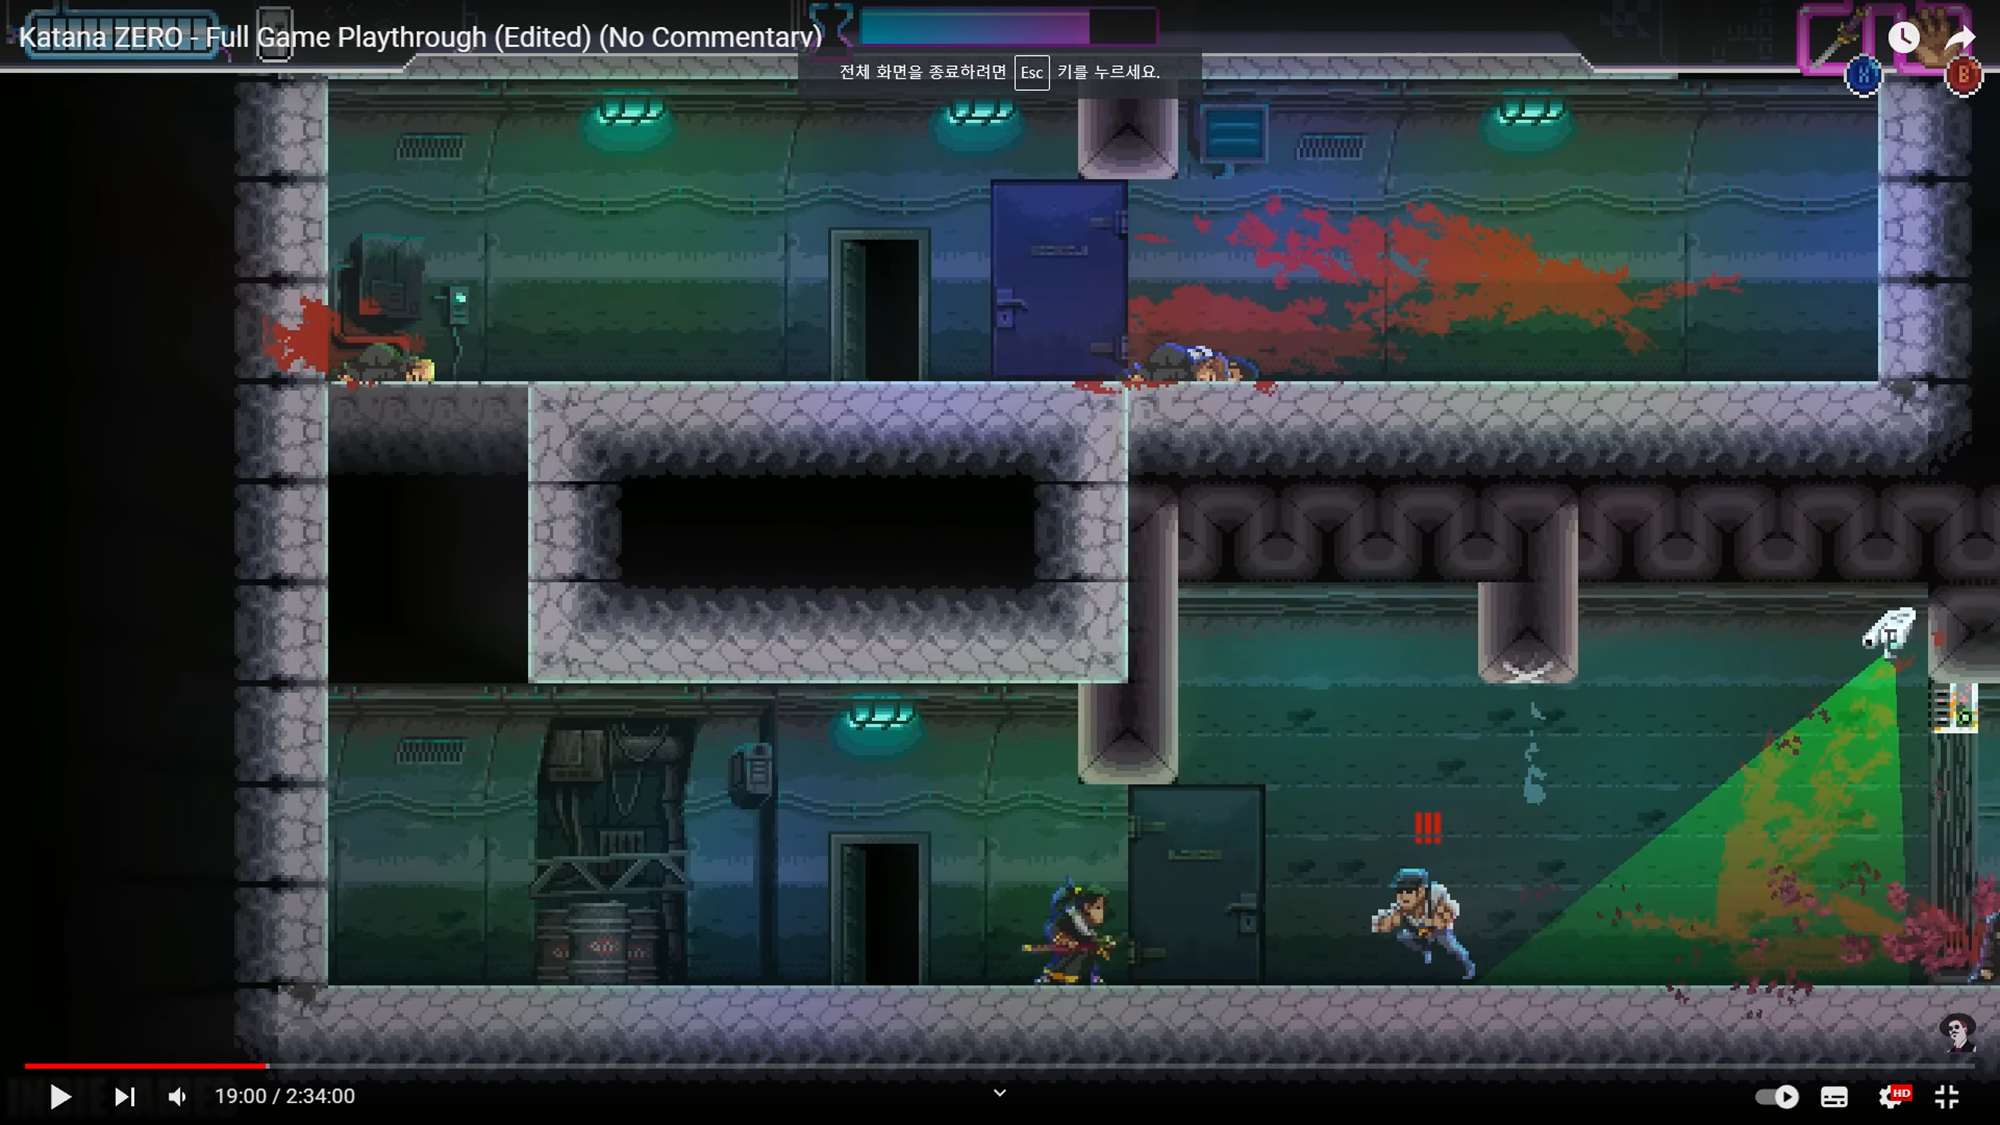 Katana ZERO - Full Game Playthrough (Edited) (No Commentary)
전체 화면을 종료하려면 Esc 키를 누르세요.
X B
!!!
19:00 / 2:34:00
HD